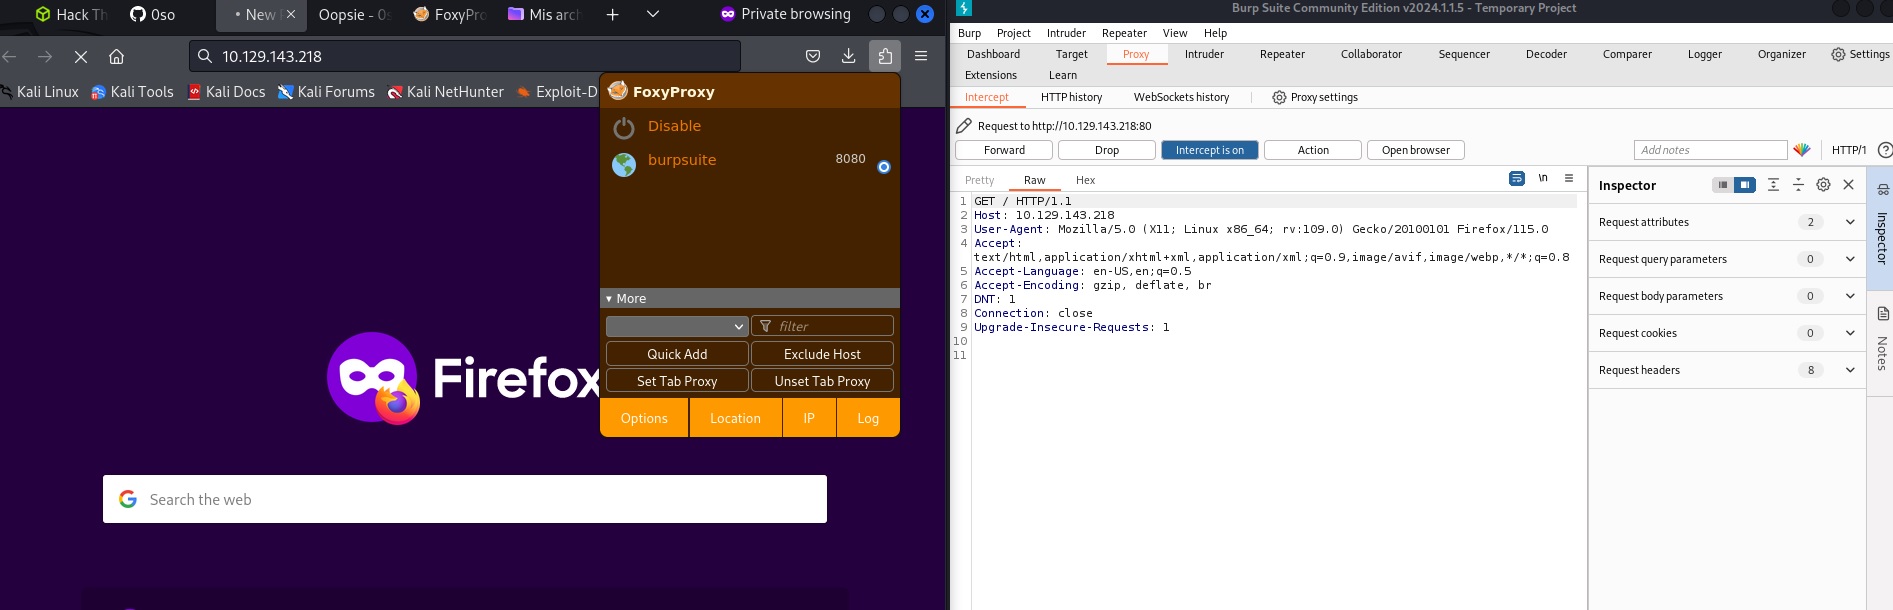 Hack Th
0so
New
Oopsie - 0s
FoxyPro
Mis arch
Private browsing
10.129.143.218
Kali Linux
Kali Tools
Kali Docs
Kali Forums
Kali NetHunter
Exploit-D
FoxyProxy
Disable
burpsuite
8080
More
filter
Quick Add
Exclude Host
Set Tab Proxy
Unset Tab Proxy
Options
Location
IP
Log
Firefox
Search the web
Burp Suite Community Edition v2024.1.1.5 - Temporary Project
Burp Project Intruder Repeater View Help
Dashboard Target Proxy Intruder Repeater Collaborator Sequencer Decoder Comparer Logger Organizer Settings
Extensions Learn
Intercept HTTP history WebSockets history Proxy settings
Request to http://10.129.143.218:80
Forward Drop Intercept is on Action Open browser Add notes HTTP/1
Pretty Raw Hex \n
1 GET / HTTP/1.1
2 Host: 10.129.143.218
3 User-Agent: Mozilla/5.0 (X11; Linux x86_64; rv:109.0) Gecko/20100101 Firefox/115.0
4 Accept:
text/html,application/xhtml+xml,application/xml;q=0.9,image/avif,image/webp,*/*;q=0.8
5 Accept-Language: en-US,en;q=0.5
6 Accept-Encoding: gzip, deflate, br
7 DNT: 1
8 Connection: close
9 Upgrade-Insecure-Requests: 1
10
11
Inspector
Request attributes 2
Request query parameters 0
Request body parameters 0
Request cookies 0
Request headers 8
Inspector
Notes